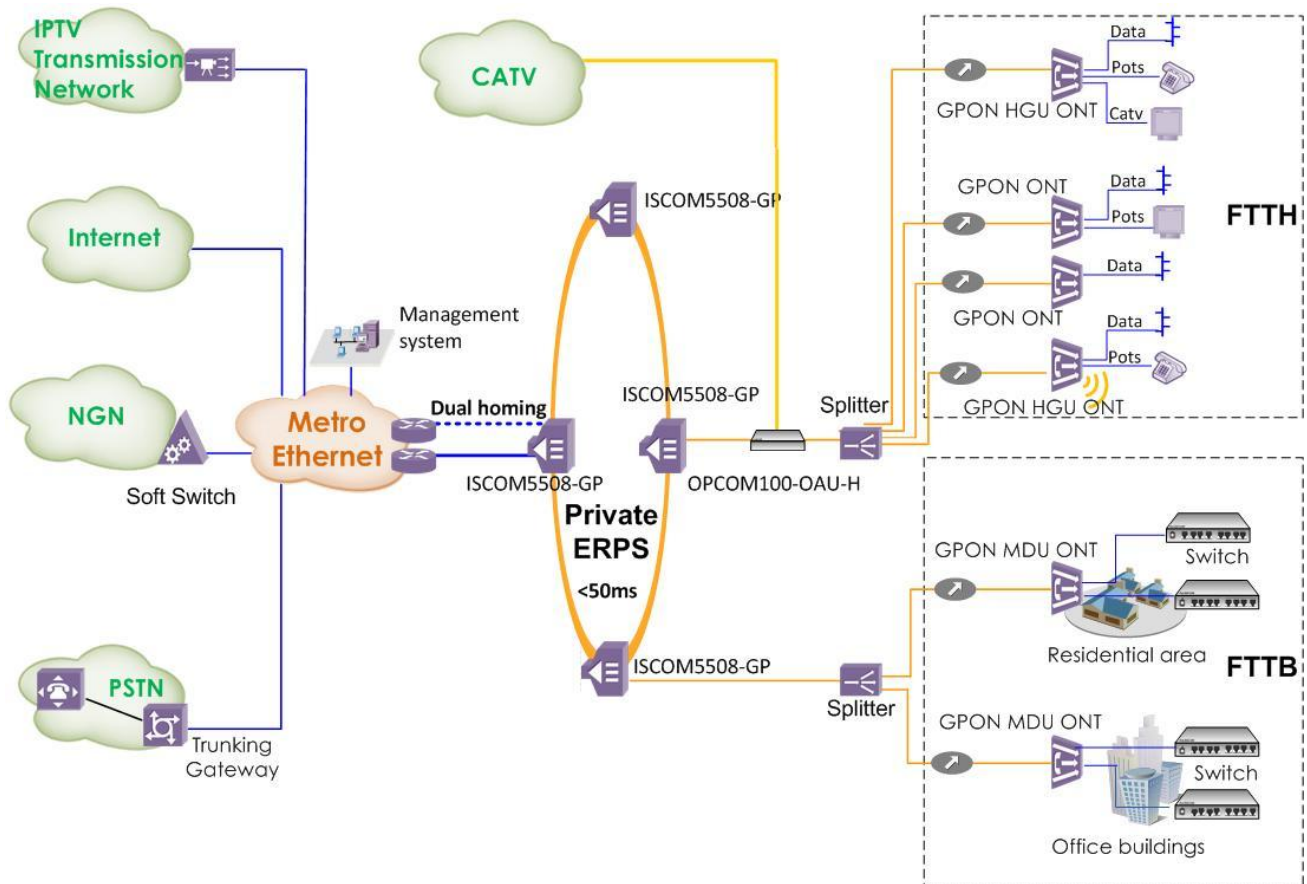 IPTV
Transmission
Network
CATV
Internet
NGN
Soft Switch
PSTN
Trunking
Gateway
Management
system
Metro
Ethernet
Dual homing
ISCOM5508-GP
ISCOM5508-GP
ISCOM5508-GP
ISCOM5508-GP
Private
ERPS
<50ms
OPCOM100-OAU-H
Splitter
Splitter
GPON HGU ONT
Data
Pots
Catv
GPON ONT
Data
Pots
GPON ONT
Data
GPON HGU ONT
Data
Pots
FTTH
GPON MDU ONT
Switch
Residential area
FTTB
GPON MDU ONT
Switch
Office buildings